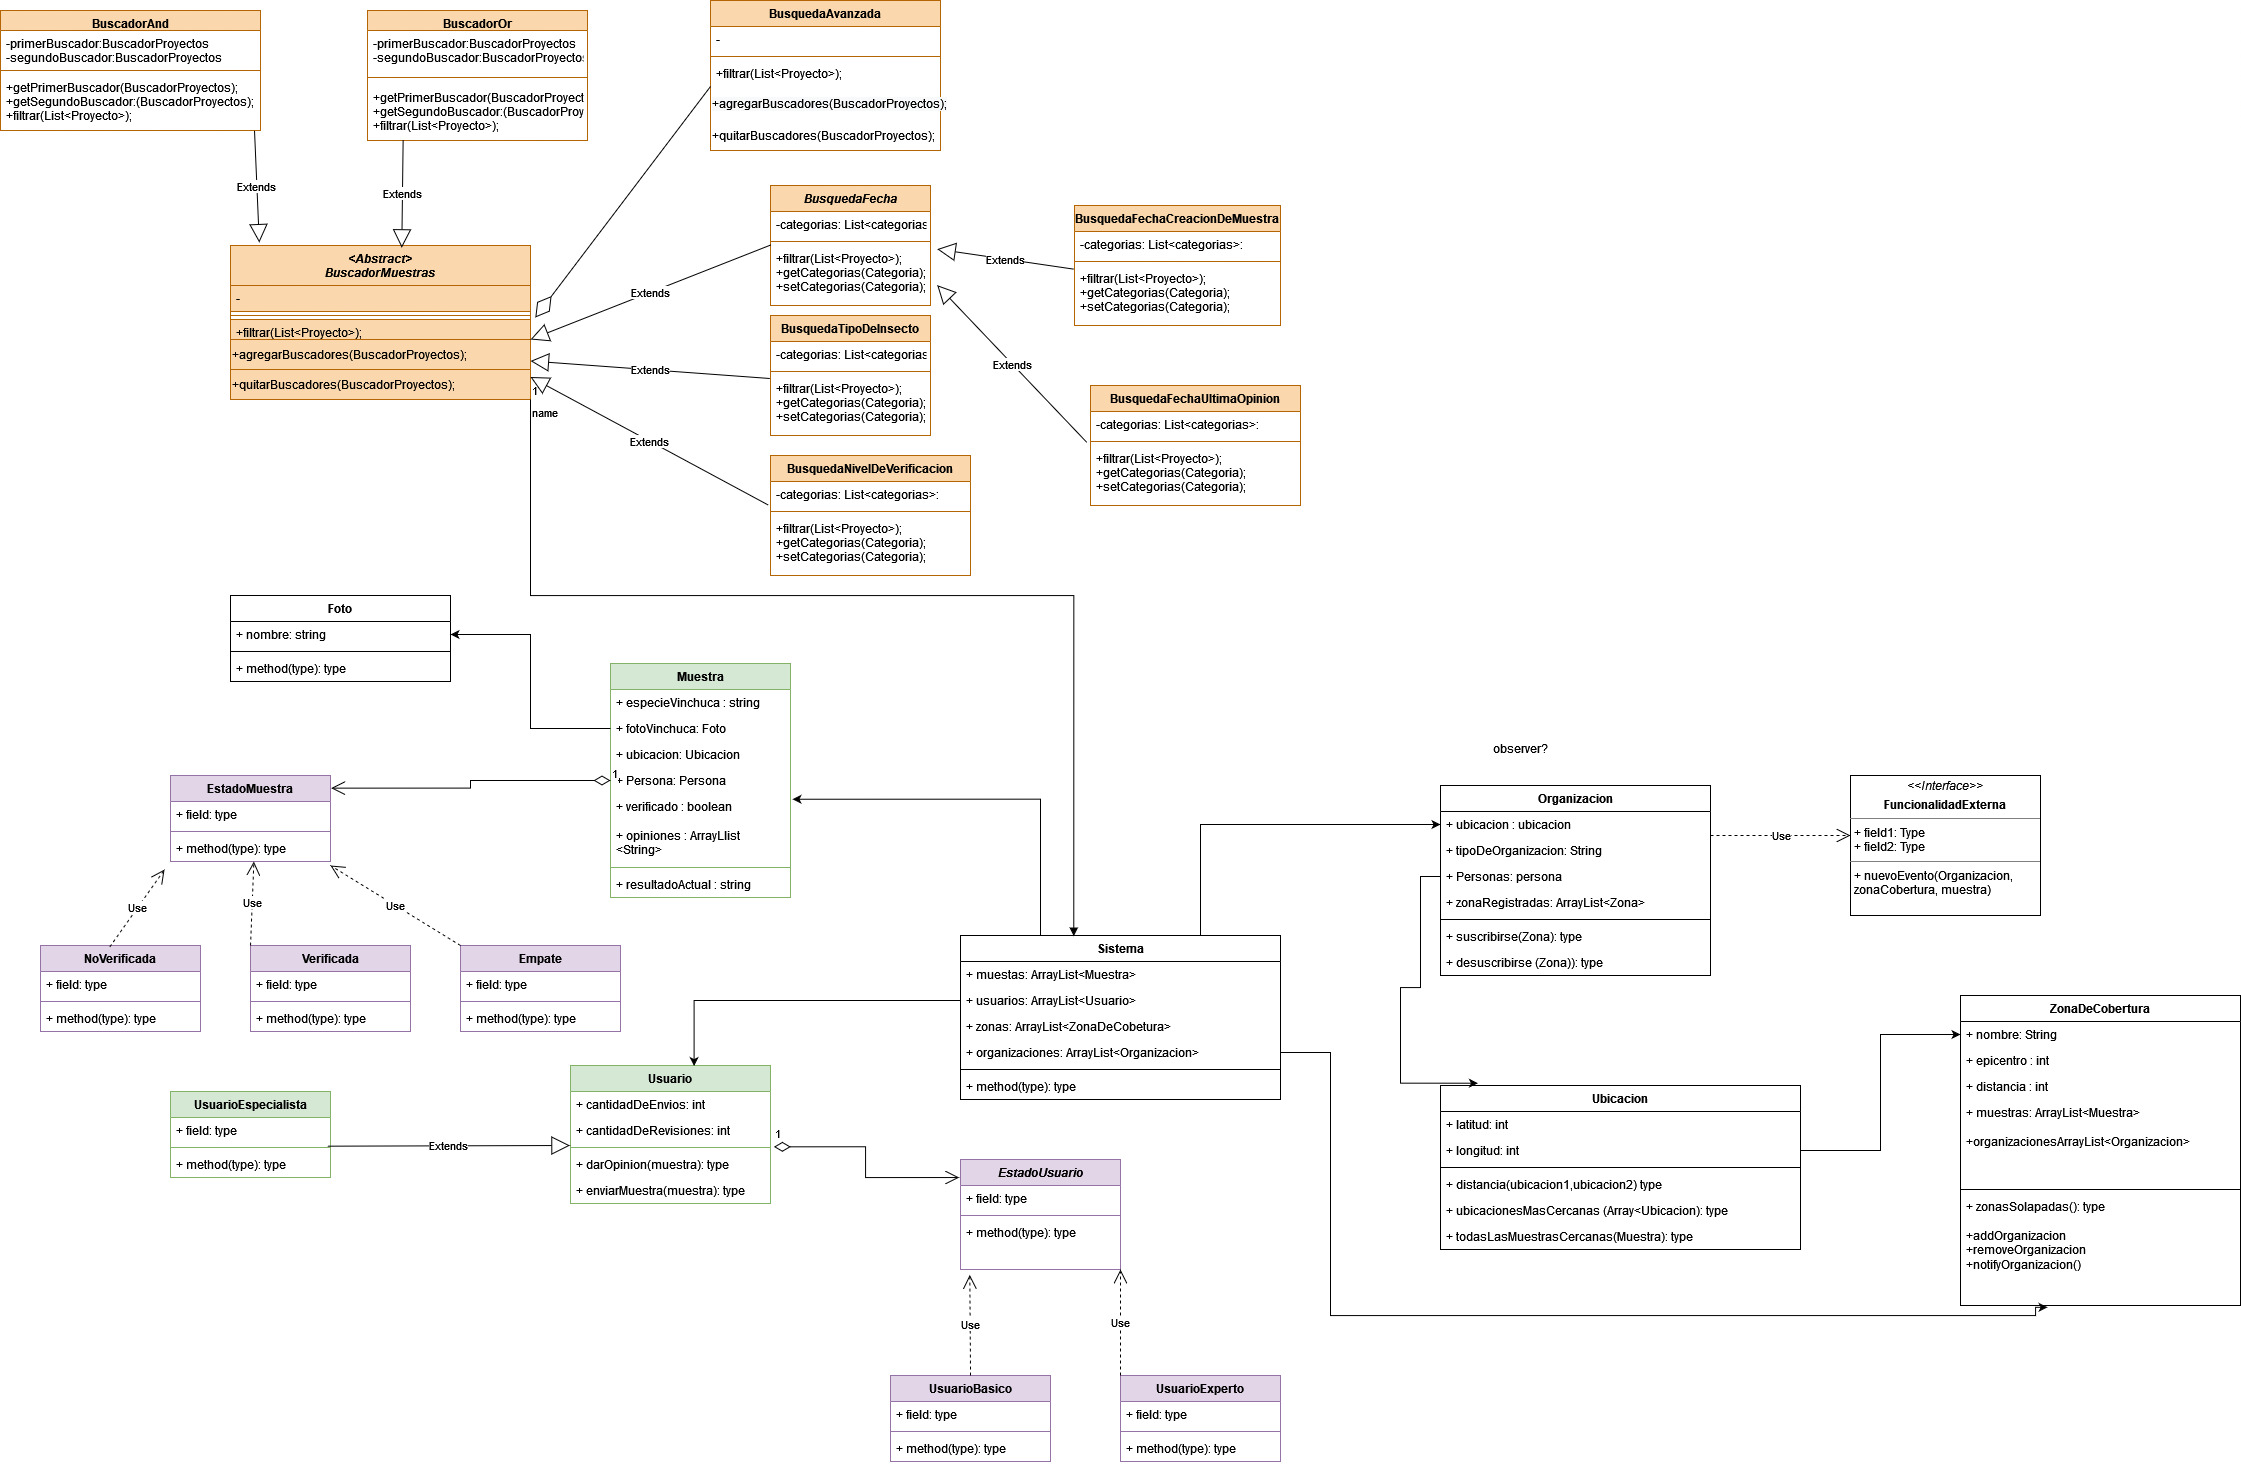 BuscadorAnd
-primerBuscador:BuscadorProyectos
-segundoBuscador:BuscadorProyectos
+getPrimerBuscador(BuscadorProyectos);
+getSegundoBuscador:(BuscadorProyectos);
+filtrar(List<Proyecto>);
BuscadorOr
-primerBuscador:BuscadorProyectos
-segundoBuscador:BuscadorProyectos
+getPrimerBuscador(BuscadorProyect
+getSegundoBuscador:(BuscadorProy
+filtrar(List<Proyecto>);
BusquedaAvanzada
-
+filtrar(List<Proyecto>);
+agregarBuscadores(BuscadorProyectos);
+quitarBuscadores(BuscadorProyectos);
Extends
Extends
<Abstract>
BuscadorMuestras
-
+filtrar(List<Proyecto>);
+agregarBuscadores(BuscadorProyectos);
+quitarBuscadores(BuscadorProyectos);
1
name
BusquedaFecha
-categorias: List<categorias
+filtrar(List<Proyecto>);
+getCategorias(Categoria);
+setCategorias(Categoria);
Extends
BusquedaTipoDeInsecto
-categorias: List<categorias
+filtrar(List<Proyecto>);
+getCategorias(Categoria);
+setCategorias(Categoria);
Extends
BusquedaNivelDeVerificacion
-categorias: List<categorias>:
+filtrar(List<Proyecto>);
+getCategorias(Categoria);
+setCategorias(Categoria);
Extends
BusquedaFechaCreacionDeMuestra
-categorias: List<categorias>:
+filtrar(List<Proyecto>);
+getCategorias(Categoria);
+setCategorias(Categoria);
Extends
BusquedaFechaUltimaOpinion
-categorias: List<categorias>:
+filtrar(List<Proyecto>);
+getCategorias(Categoria);
+setCategorias(Categoria);
Extends
Foto
+ nombre: string
+ method(type): type
Muestra
+ especieVinchuca : string
+ fotoVinchuca: Foto
+ ubicacion: Ubicacion
+ Persona: Persona
+ verificado : boolean
+ opiniones : ArrayLlist
<String>
+ resultadoActual : string
1
EstadoMuestra
+ field: type
+ method(type): type
Use
Use
Use
NoVerificada
+ field: type
+ method(type): type
Verificada
+ field: type
+ method(type): type
Empate
+ field: type
+ method(type): type
observer?
Organizacion
+ ubicacion : ubicacion
+ tipoDeOrganizacion: String
+ Personas: persona
+ zonaRegistradas: ArrayList<Zona>
+ suscribirse(Zona): type
+ desuscribirse (Zona)): type
Use
<<Interface>>
FuncionalidadExterna
+ field1: Type
+ field2: Type
+ nuevoEvento(Organizacion,
zonaCobertura, muestra)
Sistema
+ muestas: ArrayList<Muestra>
+ usuarios: ArrayList<Usuario>
+ zonas: ArrayList<ZonaDeCobetura>
+ organizaciones: ArrayList<Organizacion>
+ method(type): type
ZonaDeCobertura
+ nombre: String
+ epicentro : int
+ distancia : int
+ muestras: ArrayList<Muestra>
+organizacionesArrayList<Organizacion>
+ zonasSolapadas(): type
+addOrganizacion
+removeOrganizacion
+notifyOrganizacion()
Ubicacion
+ latitud: int
+ longitud: int
+ distancia(ubicacion1,ubicacion2) type
+ ubicacionesMasCercanas (Array<Ubicacion): type
+ todasLasMuestrasCercanas(Muestra): type
UsuarioEspecialista
+ field: type
+ method(type): type
Extends
Usuario
+ cantidadDeEnvios: int
+ cantidadDeRevisiones: int
+ darOpinion(muestra): type
+ enviarMuestra(muestra): type
1
EstadoUsuario
+ field: type
+ method(type): type
Use
Use
UsuarioBasico
+ field: type
+ method(type): type
UsuarioExperto
+ field: type
+ method(type): type